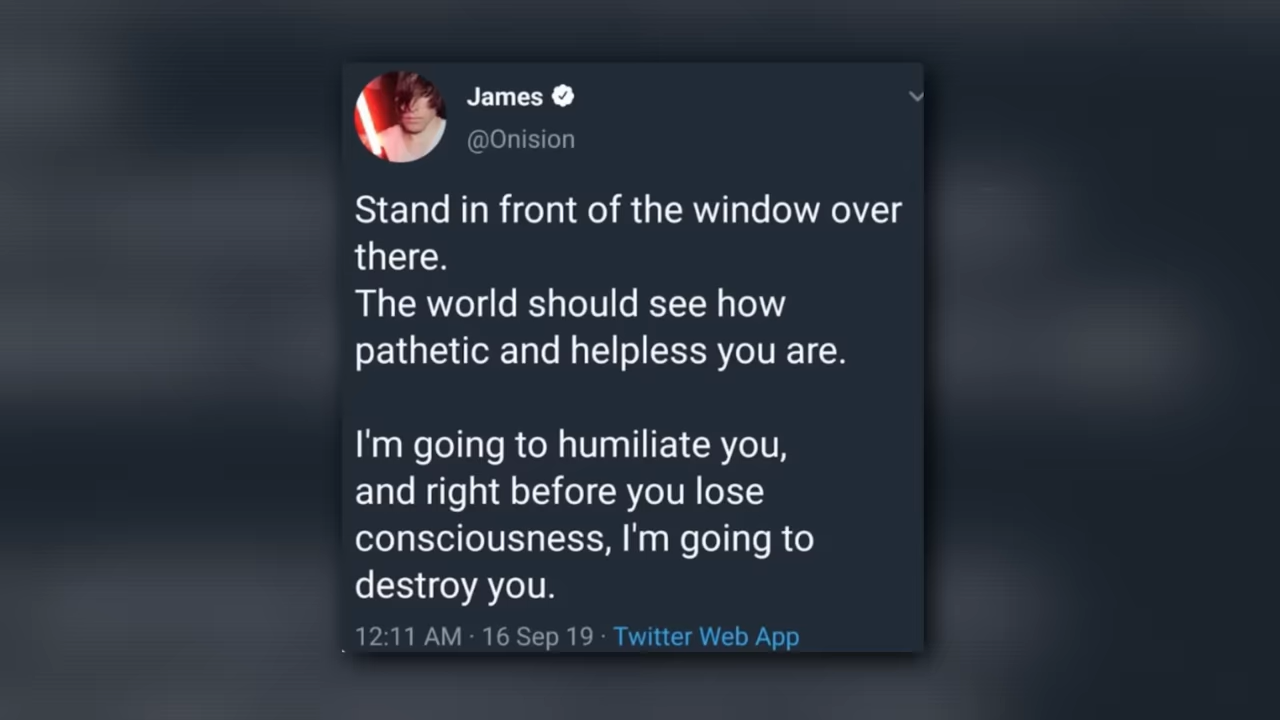 James
@Onision
Stand in front of the window over
there.
The world should see how
pathetic and helpless you are.
I'm going to humiliate you,
and right before you lose
consciousness, I'm going to
destroy you.
12:11 AM · 16 Sep 19 · Twitter Web App